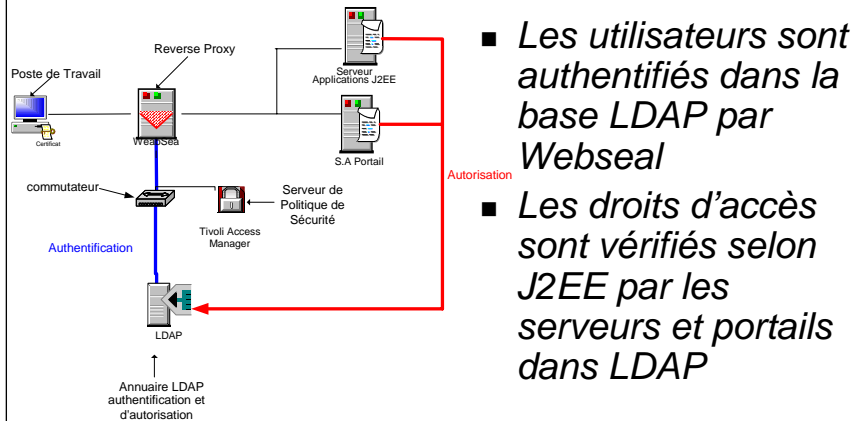 Reverse Proxy
Poste de Travail
Certificat
WeabSea
Serveur
Applications J2EE
S.A Portail
Autorisation
commutateur
Serveur de
Politique de
Sécurité
Tivoli Access
Manager
Authentification
LDAP
Annuaire LDAP
authentification et
d'autorisation
■ Les utilisateurs sont
authentifiés dans la
base LDAP par
Webseal
■ Les droits d’accès
sont vérifiés selon
J2EE par les
serveurs et portails
dans LDAP